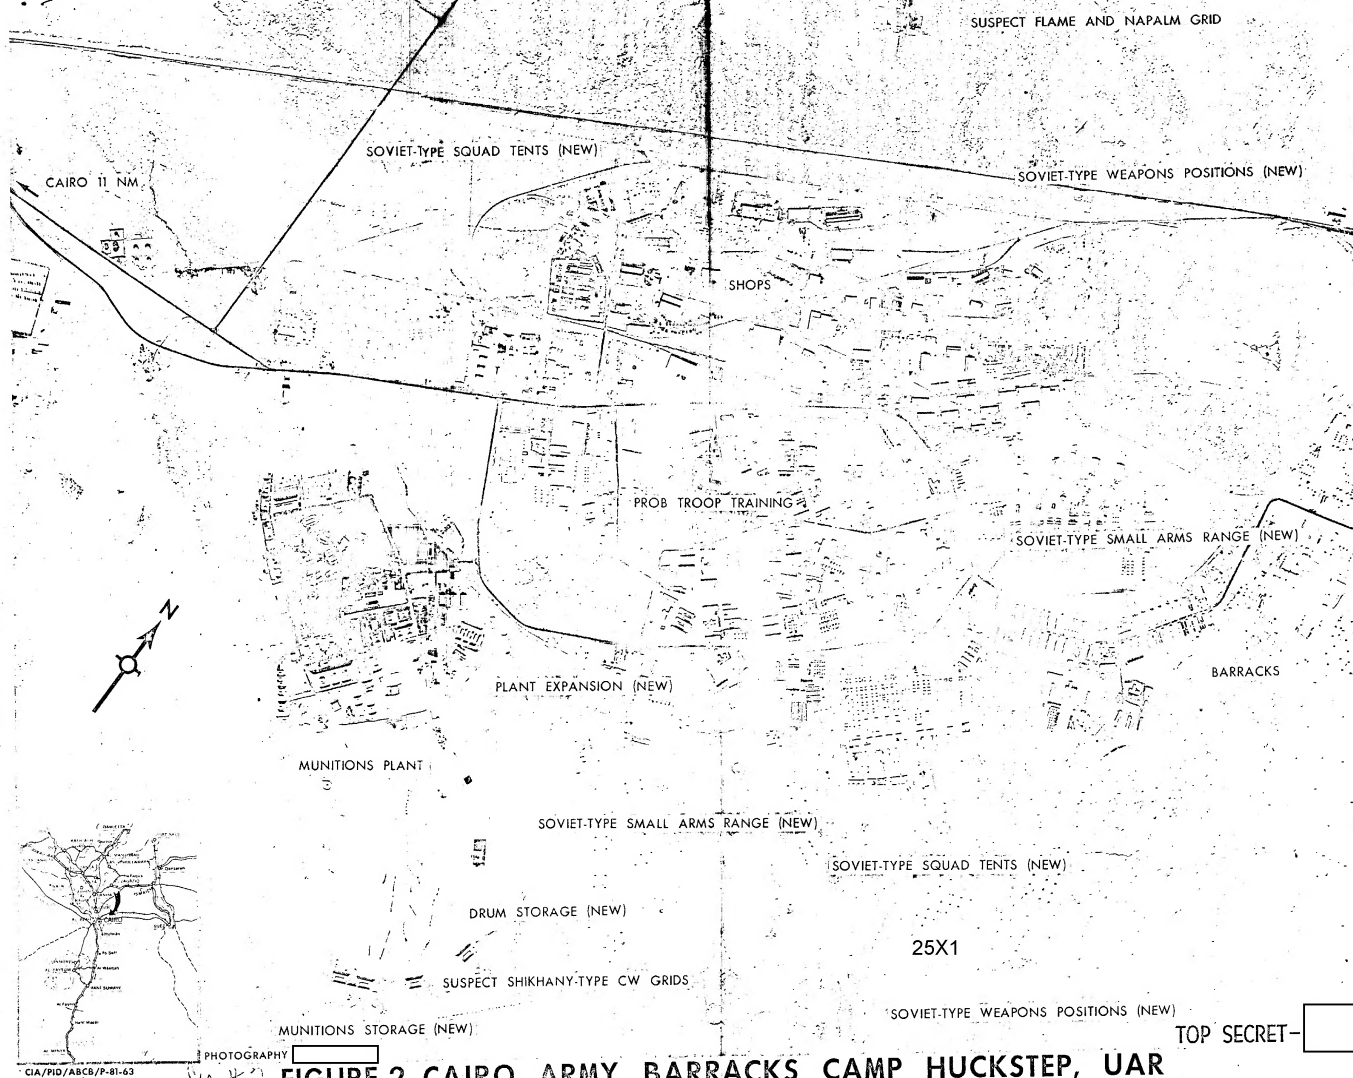 SUSPECT FLAME AND NAPALM GRID
SOVIET-TYPE SQUAD TENTS (NEW)
SOVIET-TYPE WEAPONS POSITIONS (NEW)
CAIRO 11 NM
SHOPS
PROB TROOP TRAINING
SOVIET-TYPE SMALL ARMS RANGE (NEW)
N
BARRACKS
PLANT EXPANSION (NEW)
MUNITIONS PLANT
SOVIET-TYPE SMALL ARMS RANGE (NEW)
SOVIET-TYPE SQUAD TENTS (NEW)
DRUM STORAGE (NEW)
CAIRO
25X1
SUSPECT SHIKHANY-TYPE CW GRIDS
SOVIET-TYPE WEAPONS POSITIONS (NEW)
MUNITIONS STORAGE (NEW)
TOP SECRET-
PHOTOGRAPHY
CIA/PID/ABCB/P-81-63
FIGURE 2 CAIRO ARMY BARRACKS CAMP HUCKSTEP, UAR